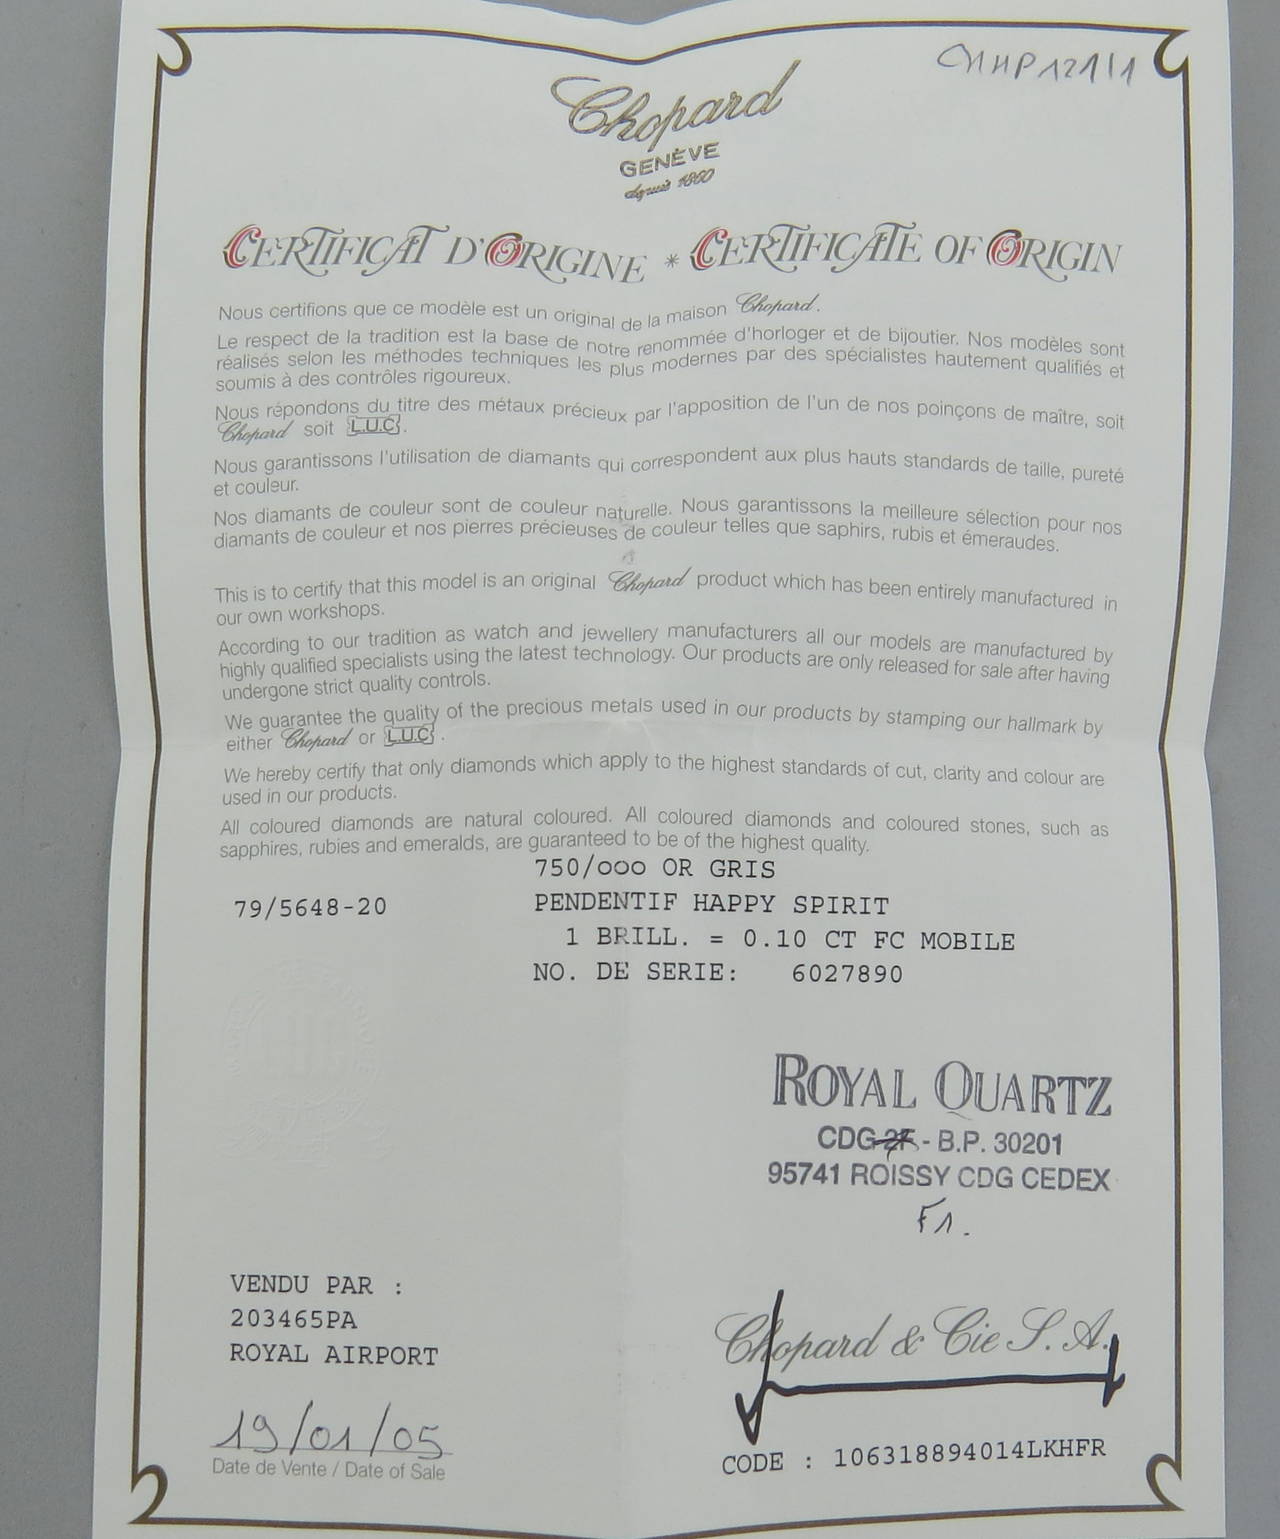 Chopard
GENÈVE
depuis 1860
CERTIFICAT D'ORIGINE * CERTIFICATE OF ORIGIN
Nous certifions que ce modèle est un original de la maison Chopard.
Le respect de la tradition est la base de notre renommée d'horloger et de bijoutier. Nos modèles sont
réalisés selon les méthodes techniques les plus modernes par des spécialistes hautement qualifiés et
soumis à des contrôles rigoureux.
Nous répondons du titre des métaux précieux par l'apposition de l'un de nos poinçons de maître, soit
Chopard soit L.U.C.
Nous garantissons l'utilisation de diamants qui correspondent aux plus hauts standards de taille, pureté
et couleur.
Nos diamants de couleur sont de couleur naturelle. Nous garantissons la meilleure sélection pour nos
diamants de couleur et nos pierres précieuses de couleur telles que saphirs, rubis et émeraudes.
This is to certify that this model is an original Chopard product which has been entirely manufactured in
our own workshops.
According to our tradition as watch and jewellery manufacturers all our models are manufactured by
highly qualified specialists using the latest technology. Our products are only released for sale after having
undergone strict quality controls.
We guarantee the quality of the precious metals used in our products by stamping our hallmark by
either Chopard or L.U.C.
We hereby certify that only diamonds which apply to the highest standards of cut, clarity and colour are
used in our products.
All coloured diamonds are natural coloured. All coloured diamonds and coloured stones, such as
sapphires, rubies and emeralds, are guaranteed to be of the highest quality.
750/ooo OR GRIS
79/5648-20 PENDENTIF HAPPY SPIRIT
1 BRILL. = 0.10 CT FC MOBILE
NO. DE SERIE: 6027890
ROYAL QUARTZ
CDG - B.P. 30201
95741 ROISSY CDG CEDEX
F1.
VENDU PAR :
203465PA
ROYAL AIRPORT
Chopard & Cie S.A.
19/01/05
Date de Vente / Date of Sale
CODE : 106318894014LKHFR